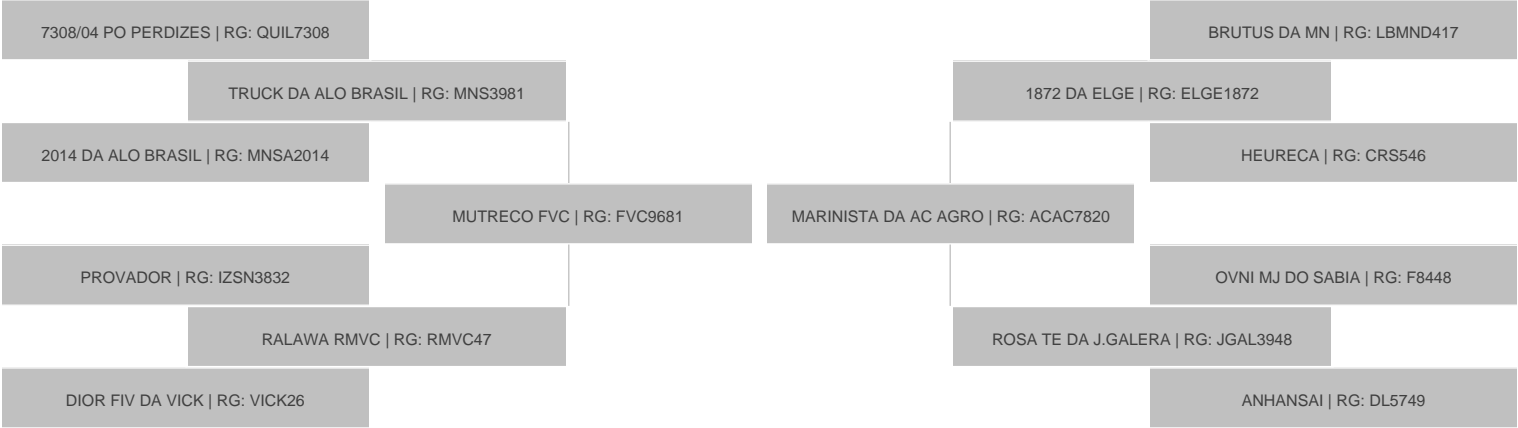 7308/04 PO PERDIZES | RG: QUIL7308
BRUTUS DA MN | RG: LBMND417
TRUCK DA ALO BRASIL | RG: MNS3981
1872 DA ELGE | RG: ELGE1872
2014 DA ALO BRASIL | RG: MNSA2014
HEURECA | RG: CRS546
MUTRECO FVC | RG: FVC9681
MARINISTA DA AC AGRO | RG: ACAC7820
PROVADOR | RG: IZSN3832
OVNI MJ DO SABIA | RG: F8448
RALAWA RMVC | RG: RMVC47
ROSA TE DA J.GALERA | RG: JGAL3948
DIOR FIV DA VICK | RG: VICK26
ANHANSAI | RG: DL5749